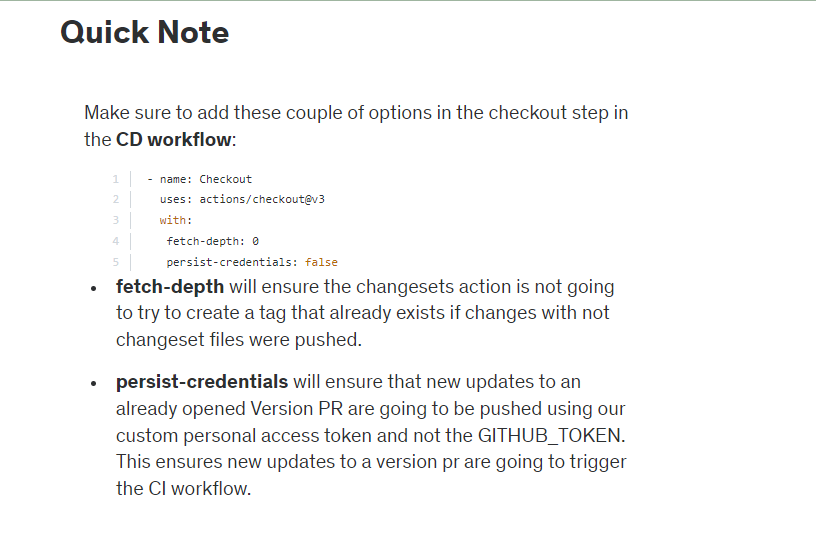 Quick Note
Make sure to add these couple of options in the checkout step in
the CD workflow:
1 - name: Checkout
2 uses: actions/checkout@v3
3 with:
4 fetch-depth: 0
5 persist-credentials: false
• fetch-depth will ensure the changesets action is not going
to try to create a tag that already exists if changes with not
changeset files were pushed.
• persist-credentials will ensure that new updates to an
already opened Version PR are going to be pushed using our
custom personal access token and not the GITHUB_TOKEN.
This ensures new updates to a version pr are going to trigger
the CI workflow.